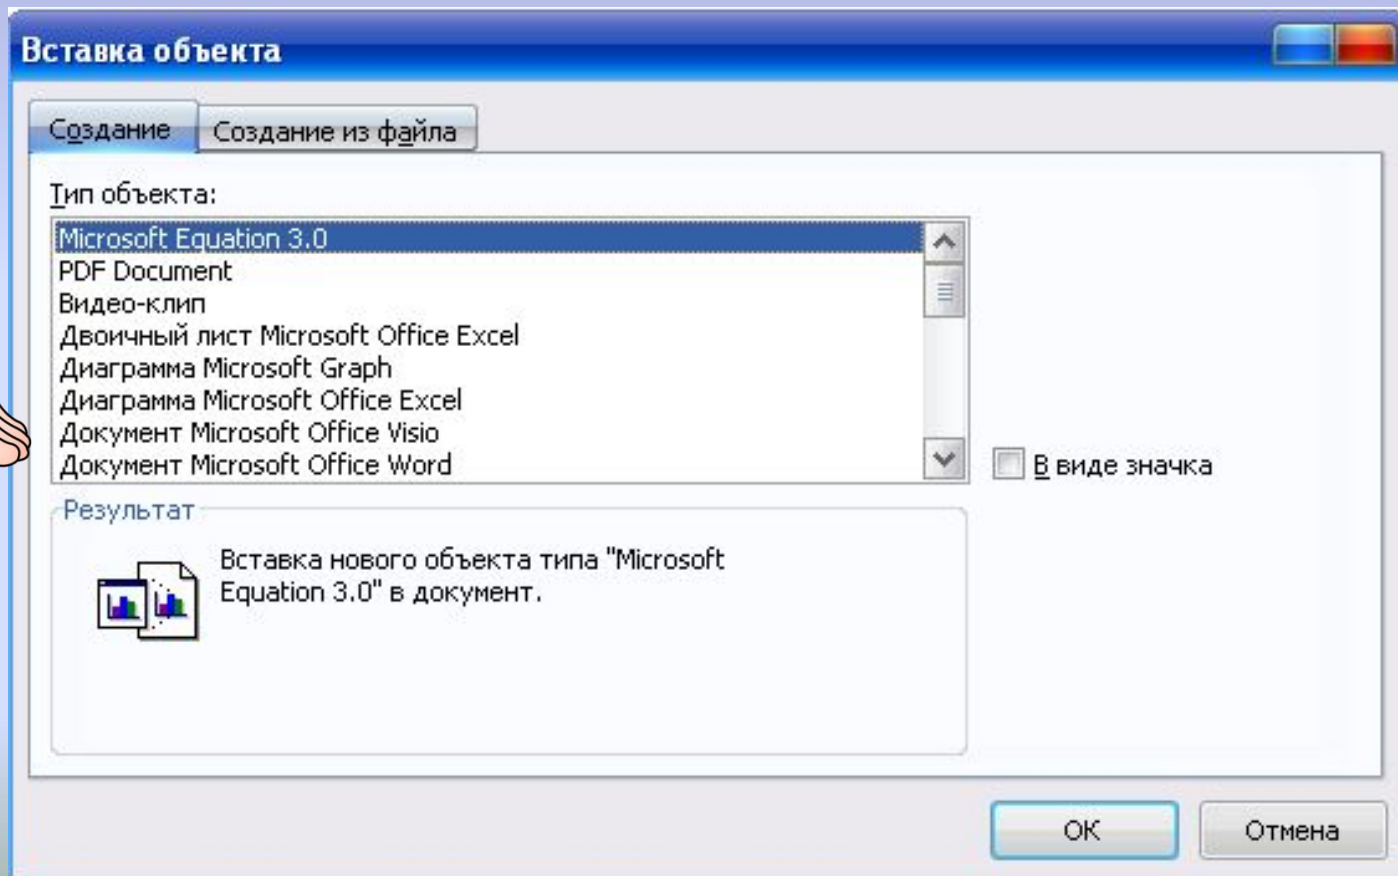 Вставка объекта
Создание
Создание из файла
Тип объекта:
Microsoft Equation 3.0
PDF Document
Видео-клип
Двоичный лист Microsoft Office Excel
Диаграмма Microsoft Graph
Диаграмма Microsoft Office Excel
Документ Microsoft Office Visio
Документ Microsoft Office Word
В виде значка
Результат
Вставка нового объекта типа "Microsoft
Equation 3.0" в документ.
ОК
Отмена